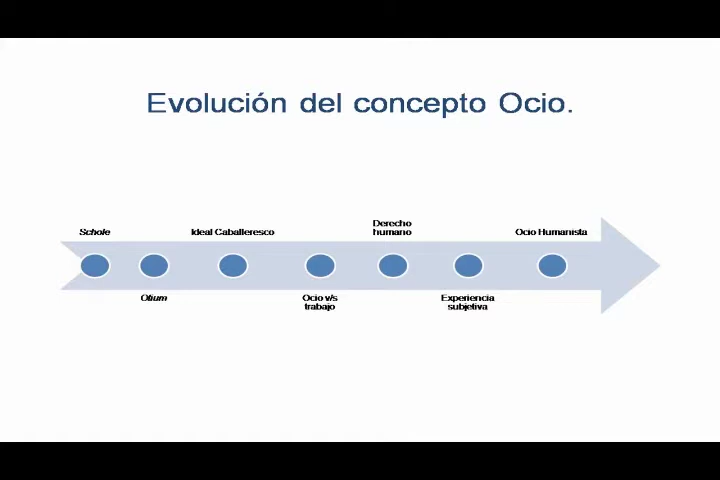 Evolución del concepto Ocio.
Schole
Otium
Ideal Caballeresco
Ocio v/s
trabajo
Derecho
humano
Experiencia
subjetiva
Ocio Humanista